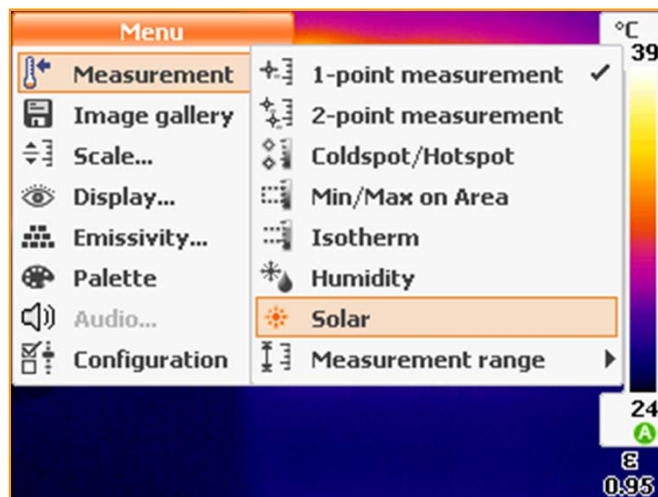 Menu
Measurement
Image gallery
Scale...
Display...
Emissivity...
Palette
Audio...
Configuration
1-point measurement
2-point measurement
Coldspot/Hotspot
Min/Max on Area
Isotherm
Humidity
Solar
Measurement range
°C
39
24
A
ε
0.95